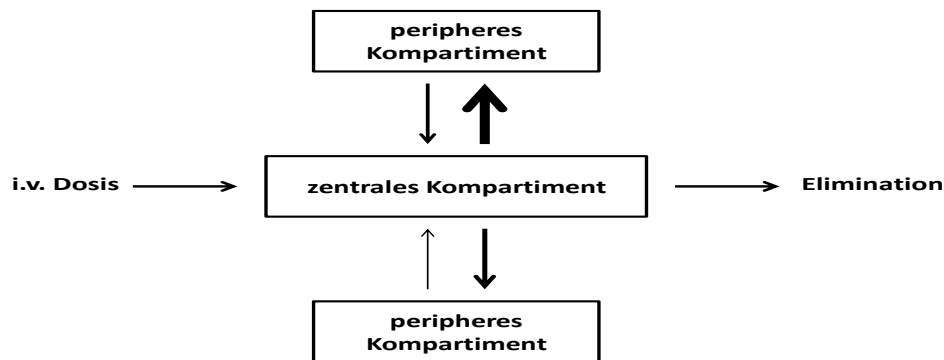 peripheres
Kompartiment
i.v. Dosis
zentrales Kompartiment
Elimination
peripheres
Kompartiment